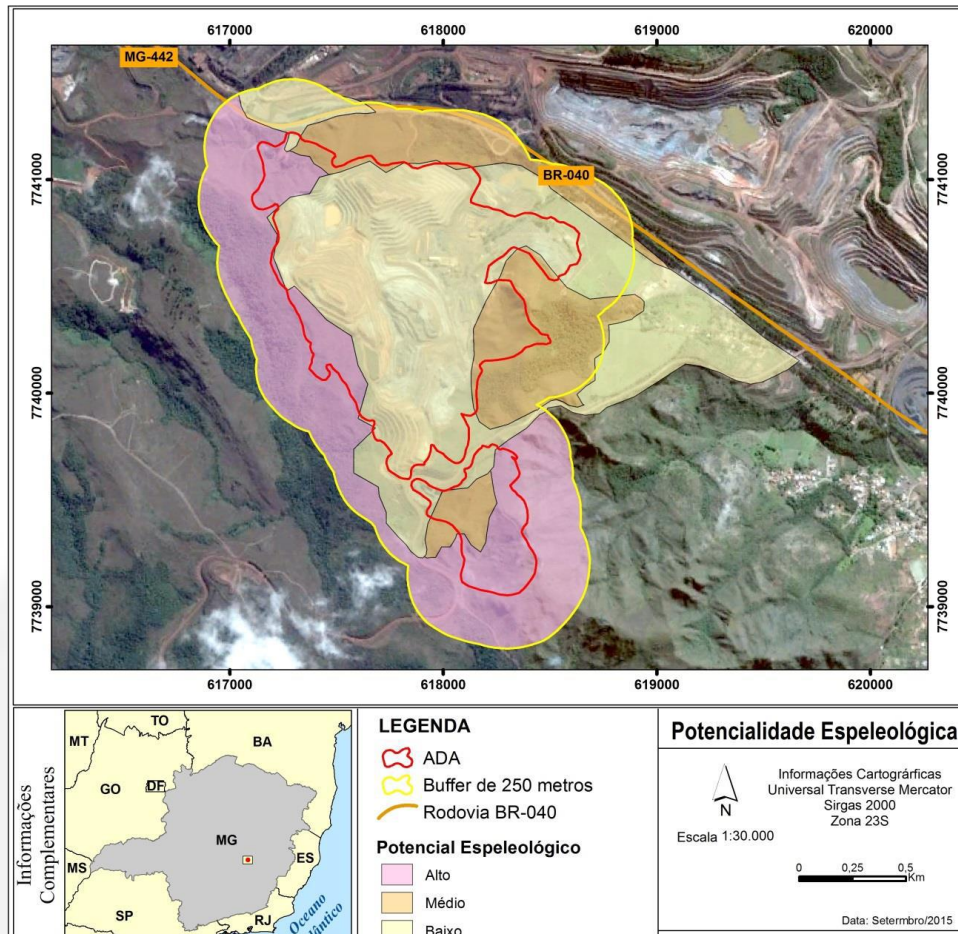 617000 618000 619000 620000
MG-442
BR-040
7741000 7741000
7740000 7740000
7739000 7739000
617000 618000 619000 620000
Informações
Complementares
MT
TO
BA
GO
DF
MG
ES
MS
SP
RJ
Oceano
LEGENDA
ADA
Buffer de 250 metros
Rodovia BR-040
Potencial Espeleológico
Alto
Médio
Baixo
Potencialidade Espeleológica
N
Escala 1:30.000
Informações Cartográficas
Universal Transverse Mercator
Sirgas 2000
Zona 23S
0 0,25 0,5
Km
Data: Setermbro/2015